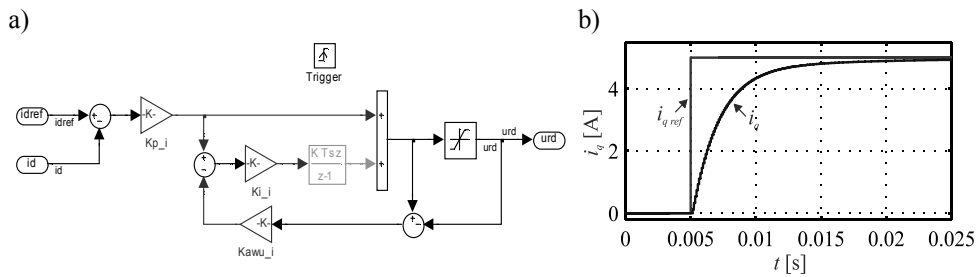 a)
Trigger
idref
idref
id
id
+
-
-K-
Kp_i
+
-
-K-
Ki_i
K Tsz
z-1
+
+
urd
urd
urd
-K-
Kawu_i
+
-
b)
i_q [A]
4
2
0
i_q ref
i_q
0
0.005
0.01
0.015
0.02
0.025
t [s]